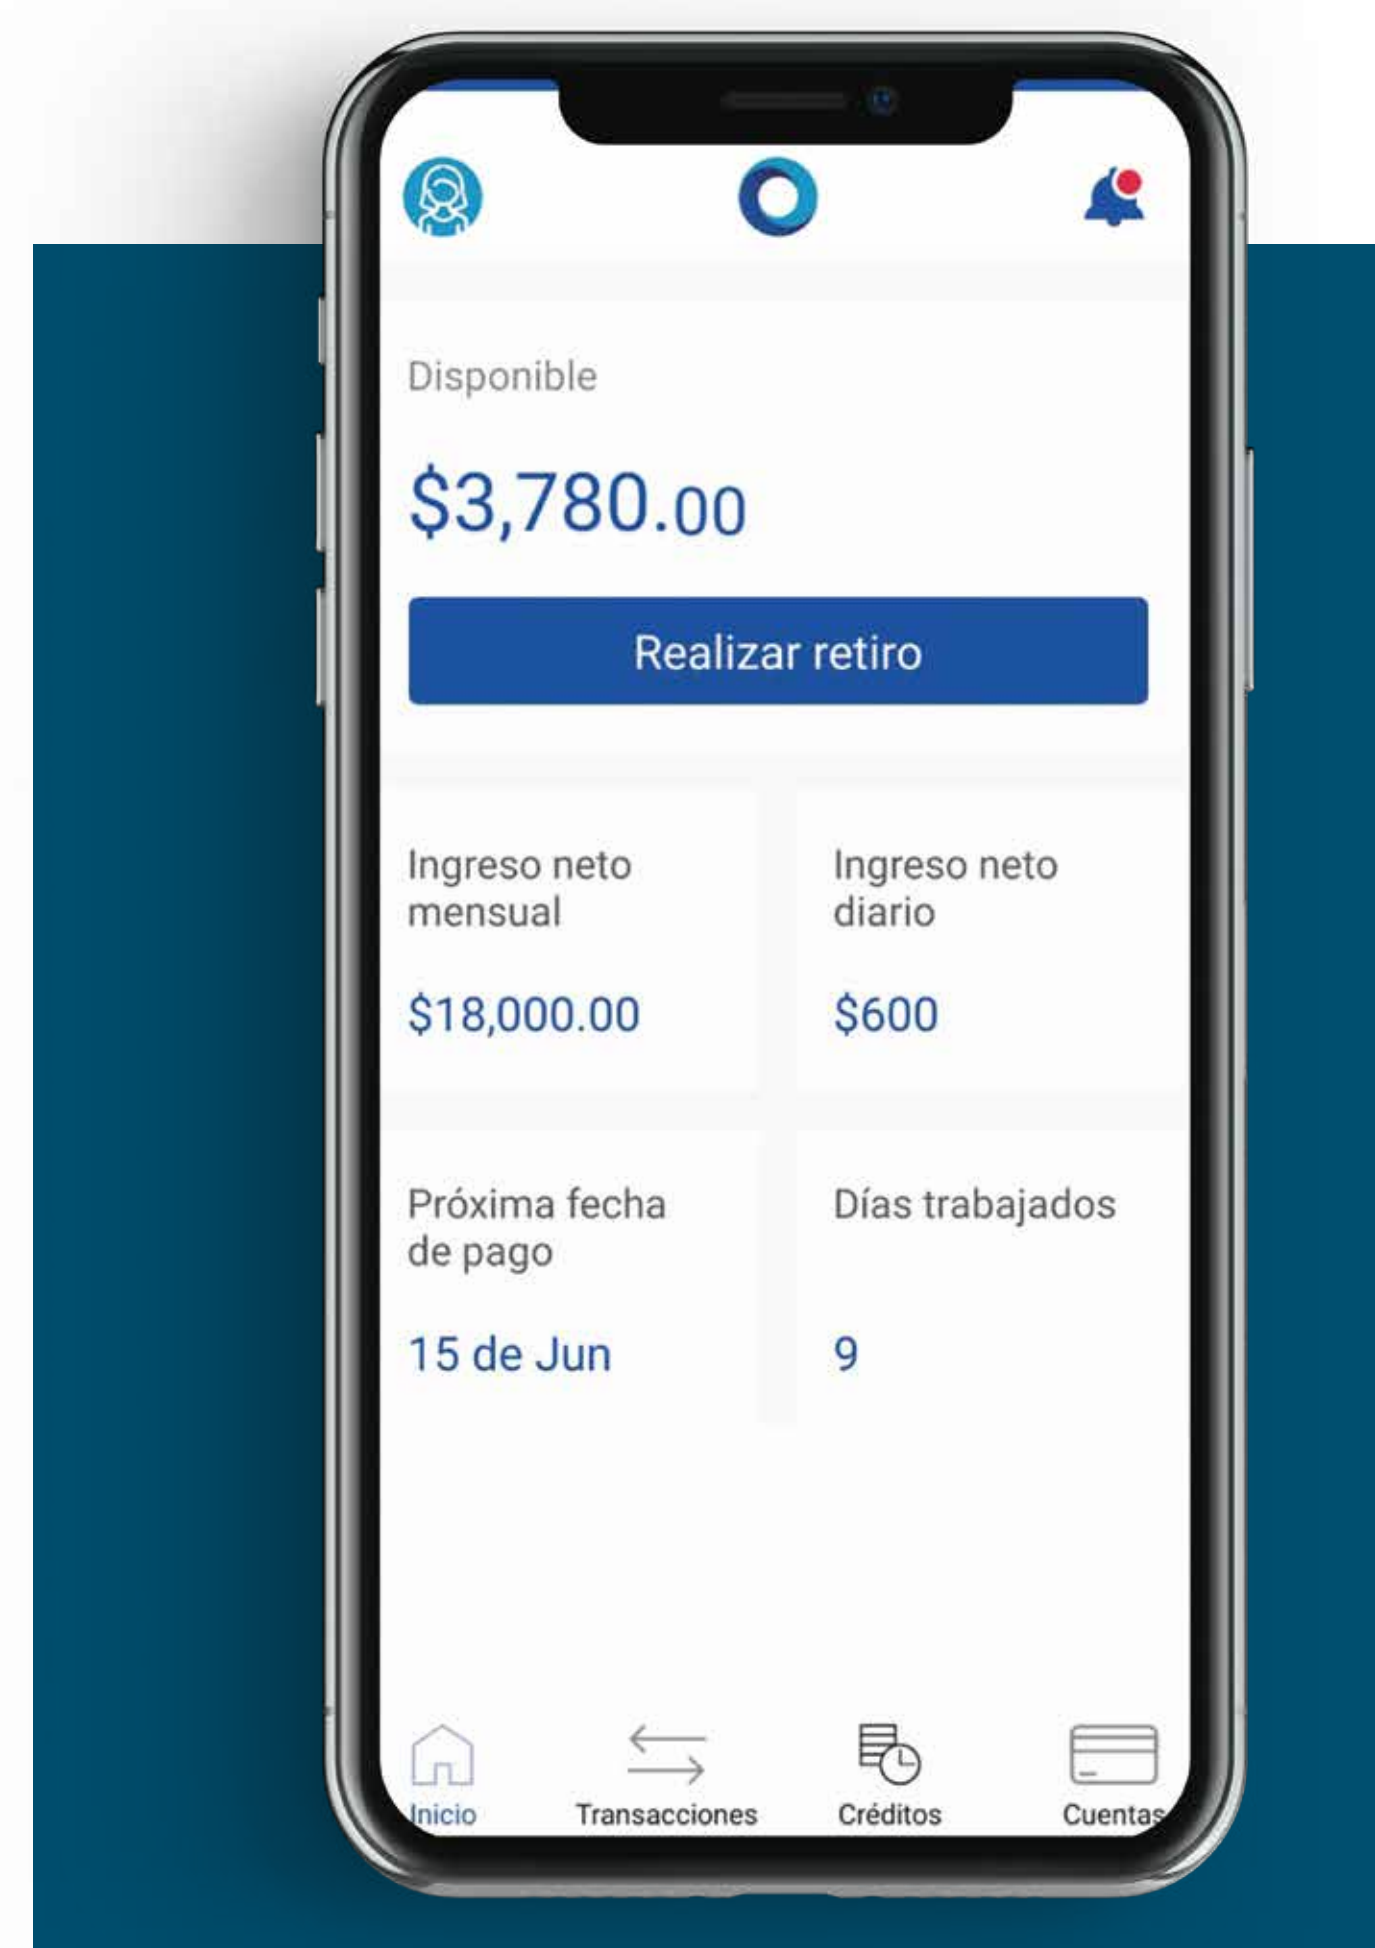 Disponible
$3,780.00
Realizar retiro
Ingreso neto
mensual
$18,000.00
Ingreso neto
diario
$600
Próxima fecha
de pago
15 de Jun
Días trabajados
9
Inicio
Transacciones
Créditos
Cuentas